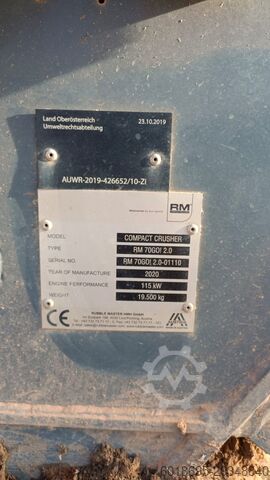 Land Oberösterreich 23.10.2019
Umweltrechtsabteilung
AUWR-2019-426652/10-Zi
RM
MODEL COMPACT CRUSHER
TYPE RM 70GO! 2.0
SERIAL NO. RM 70GO! 2.0-01110
YEAR OF MANUFACTURE 2020
ENGINE PERFORMANCE 115 kW
WEIGHT 19.500 kg
CE
RUBBLE MASTER HMH GmbH